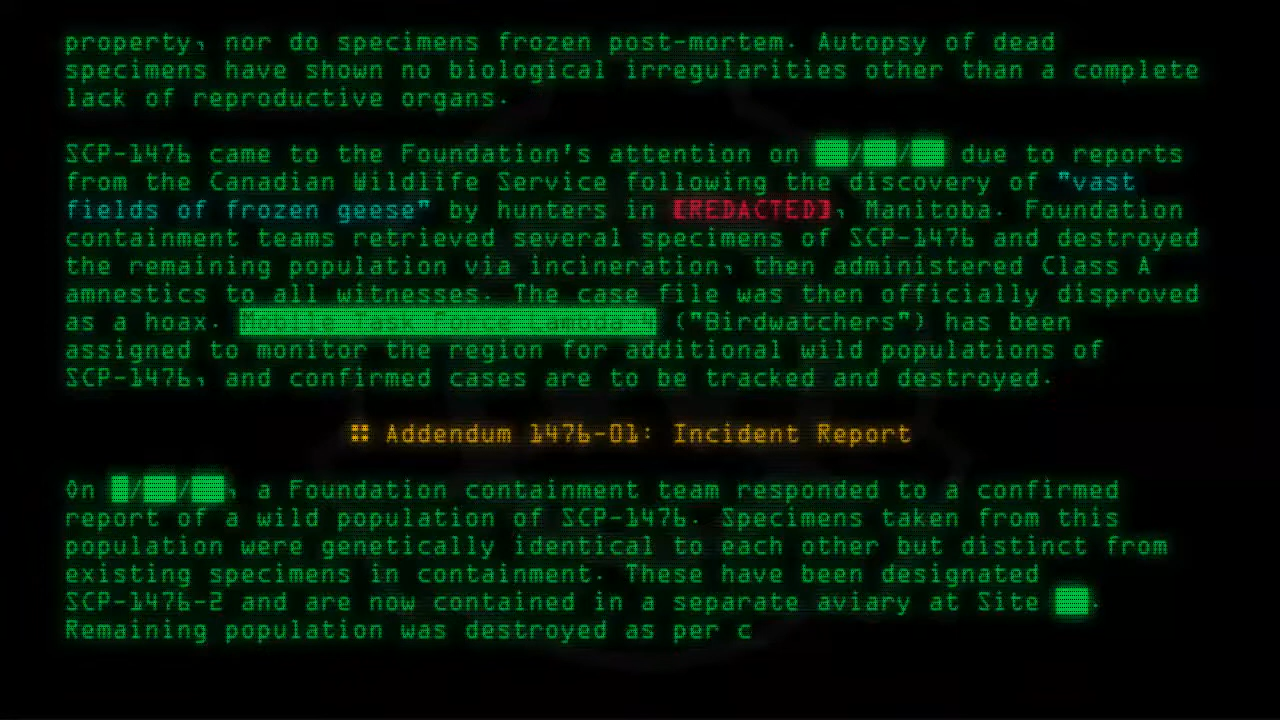 property, nor do specimens frozen post-mortem. Autopsy of dead
specimens have shown no biological irregularities other than a complete
lack of reproductive organs.
SCP-1476 came to the Foundation's attention on ██/██/██ due to reports
from the Canadian Wildlife Service following the discovery of "vast
fields of frozen geese" by hunters in [REDACTED], Manitoba. Foundation
containment teams retrieved several specimens of SCP-1476 and destroyed
the remaining population via incineration, then administered Class A
amnestics to all witnesses. The case file was then officially disproved
as a hoax. Mobile Task Force Lambda-4 ("Birdwatchers") has been
assigned to monitor the region for additional wild populations of
SCP-1476, and confirmed cases are to be tracked and destroyed.
:: Addendum 1476-01: Incident Report
On █/██/██, a Foundation containment team responded to a confirmed
report of a wild population of SCP-1476. Specimens taken from this
population were genetically identical to each other but distinct from
existing specimens in containment. These have been designated
SCP-1476-2 and are now contained in a separate aviary at Site ██.
Remaining population was destroyed as per c